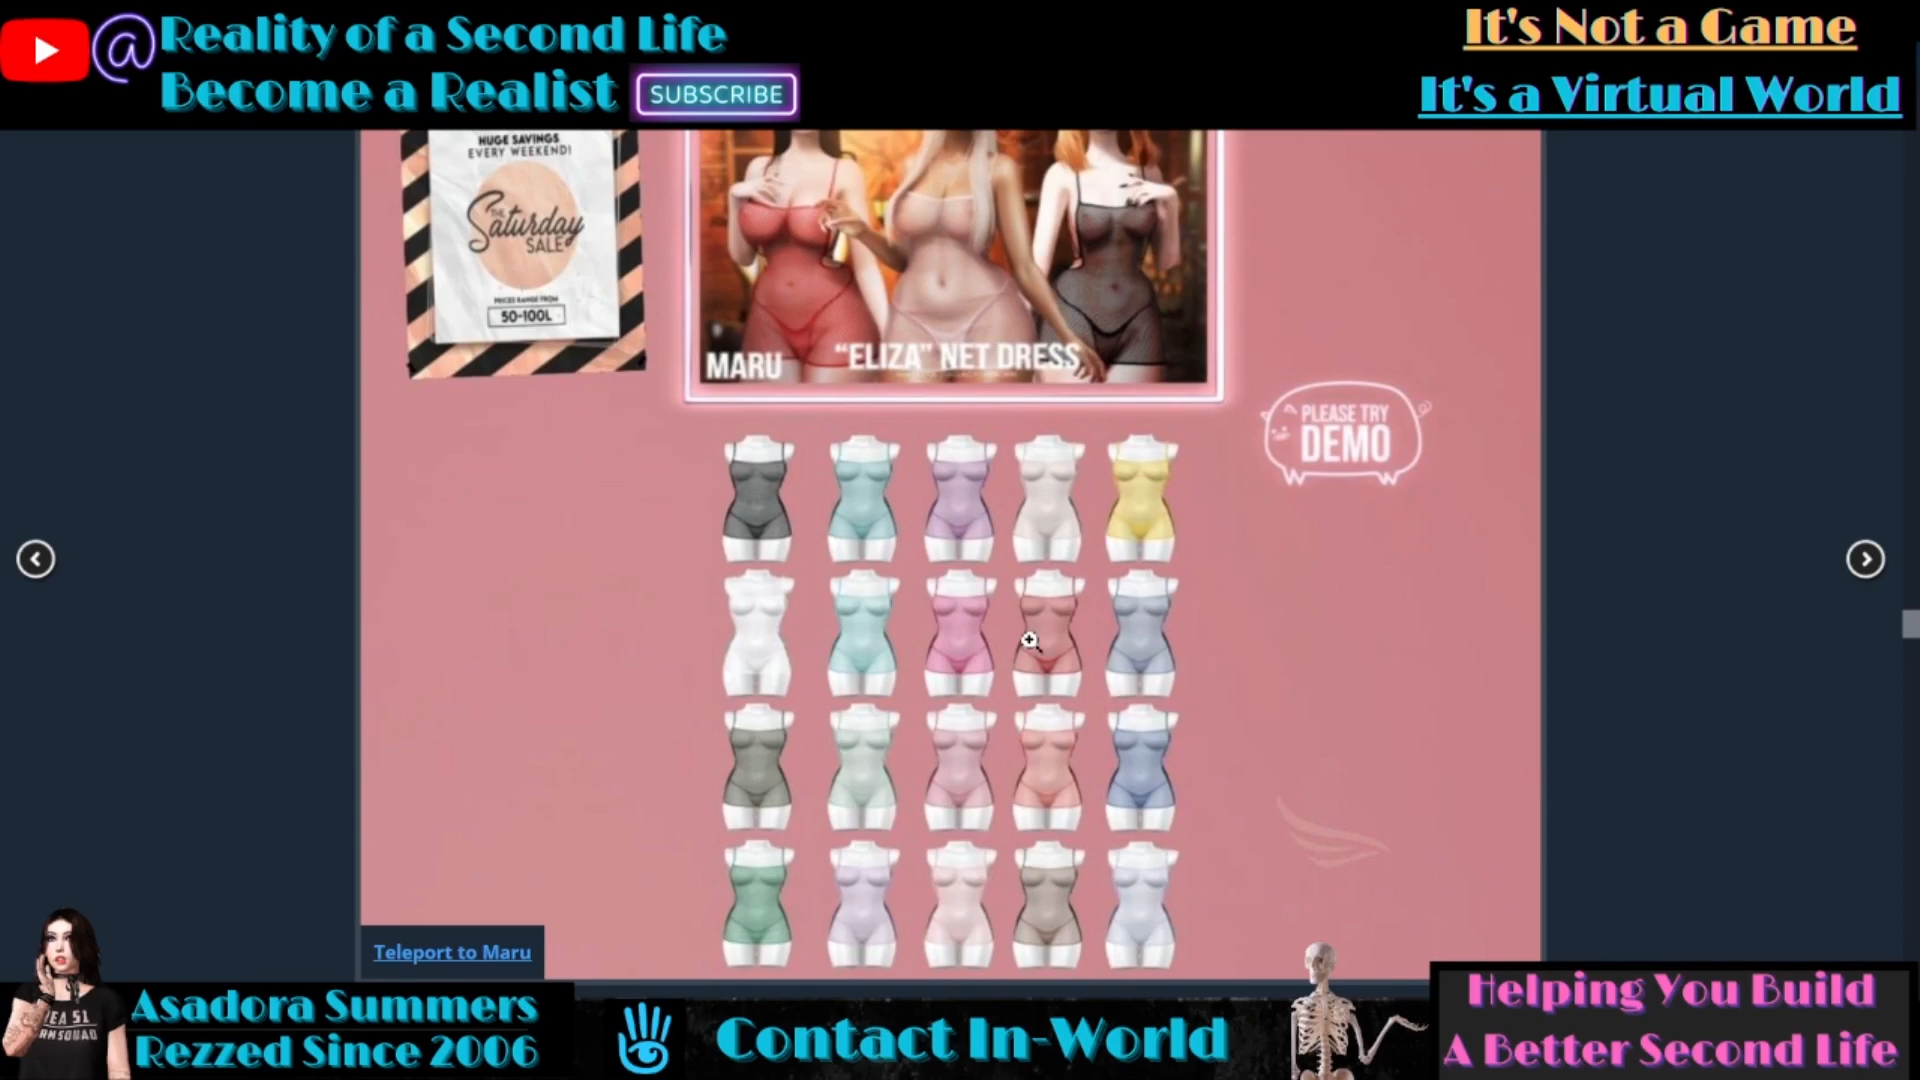 @ Reality of a Second Life
Become a Realist
SUBSCRIBE
It's Not a Game
It's a Virtual World
HUGE SAVINGS
EVERY WEEKEND!
THE
Saturday
SALE
PRICES RANGE FROM
50-100L
MARU
"ELIZA" NET DRESS
PLEASE TRY
DEMO
Teleport to Maru
Asadora Summers
Rezzed Since 2006
Contact In-World
Helping You Build
A Better Second Life